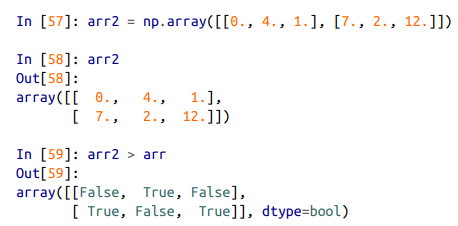 In [57]: arr2 = np.array([[0., 4., 1.], [7., 2., 12.]])
In [58]: arr2
Out[58]:
array([[  0.,   4.,   1.],
       [  7.,   2.,  12.]])
In [59]: arr2 > arr
Out[59]:
array([[False,  True, False],
       [ True, False,  True]], dtype=bool)